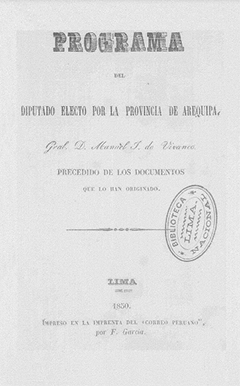 PROGRAMA
DEL
DIPUTADO ELECTO POR LA PROVINCIA DE AREQUIPA,
Gral. D. Manuel I. de Vivanco.
PRECEDIDO DE LOS DOCUMENTOS
QUE LO HAN ORIGINADO.
BIBLIOTECA
LIMA
NACIONAL
LIMA
1850.
IMPRESO EN LA IMPRENTA DEL «CORREO PERUANO»,
por F. García.